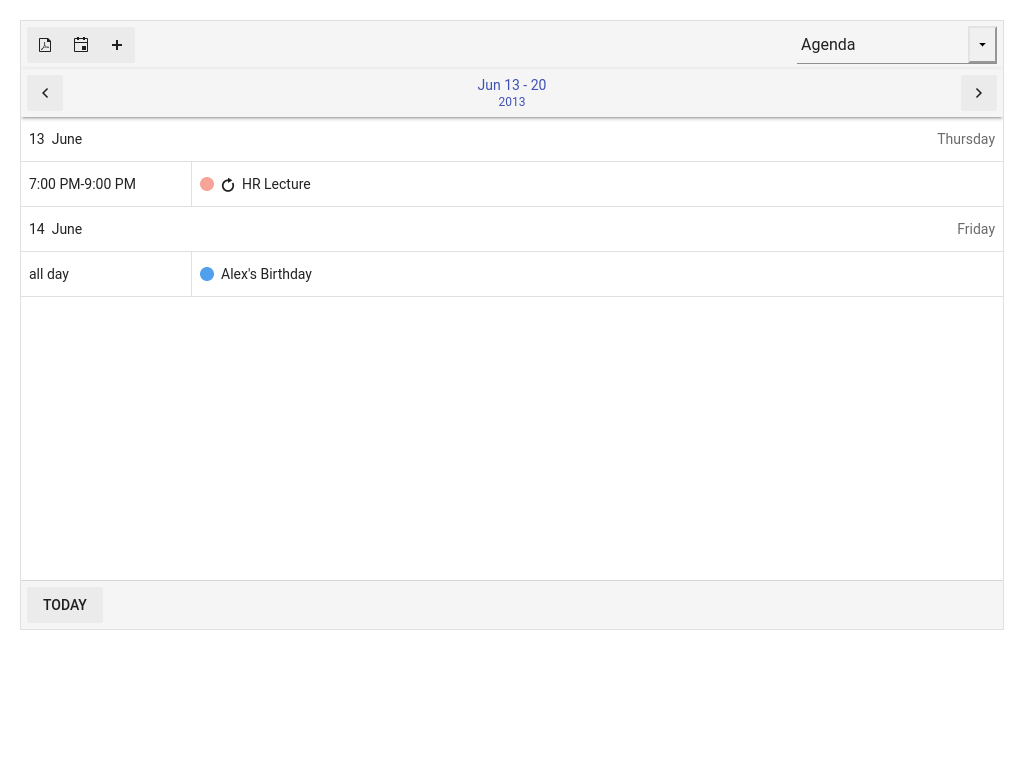 Agenda
Jun 13 - 20
2013
13 June Thursday
7:00 PM-9:00 PM HR Lecture
14 June Friday
all day Alex's Birthday
TODAY